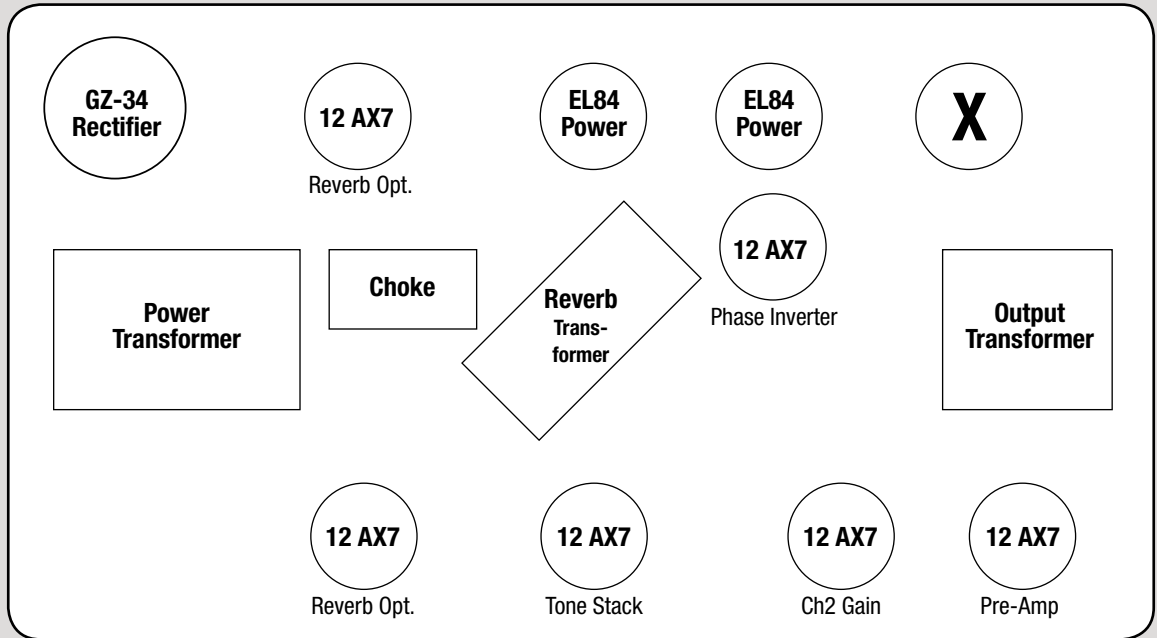 GZ-34
Rectifier
12 AX7
Reverb Opt.
EL84
Power
EL84
Power
X
12 AX7
Phase Inverter
Power
Transformer
Choke
Reverb
Trans-
former
Output
Transformer
12 AX7
Reverb Opt.
12 AX7
Tone Stack
12 AX7
Ch2 Gain
12 AX7
Pre-Amp